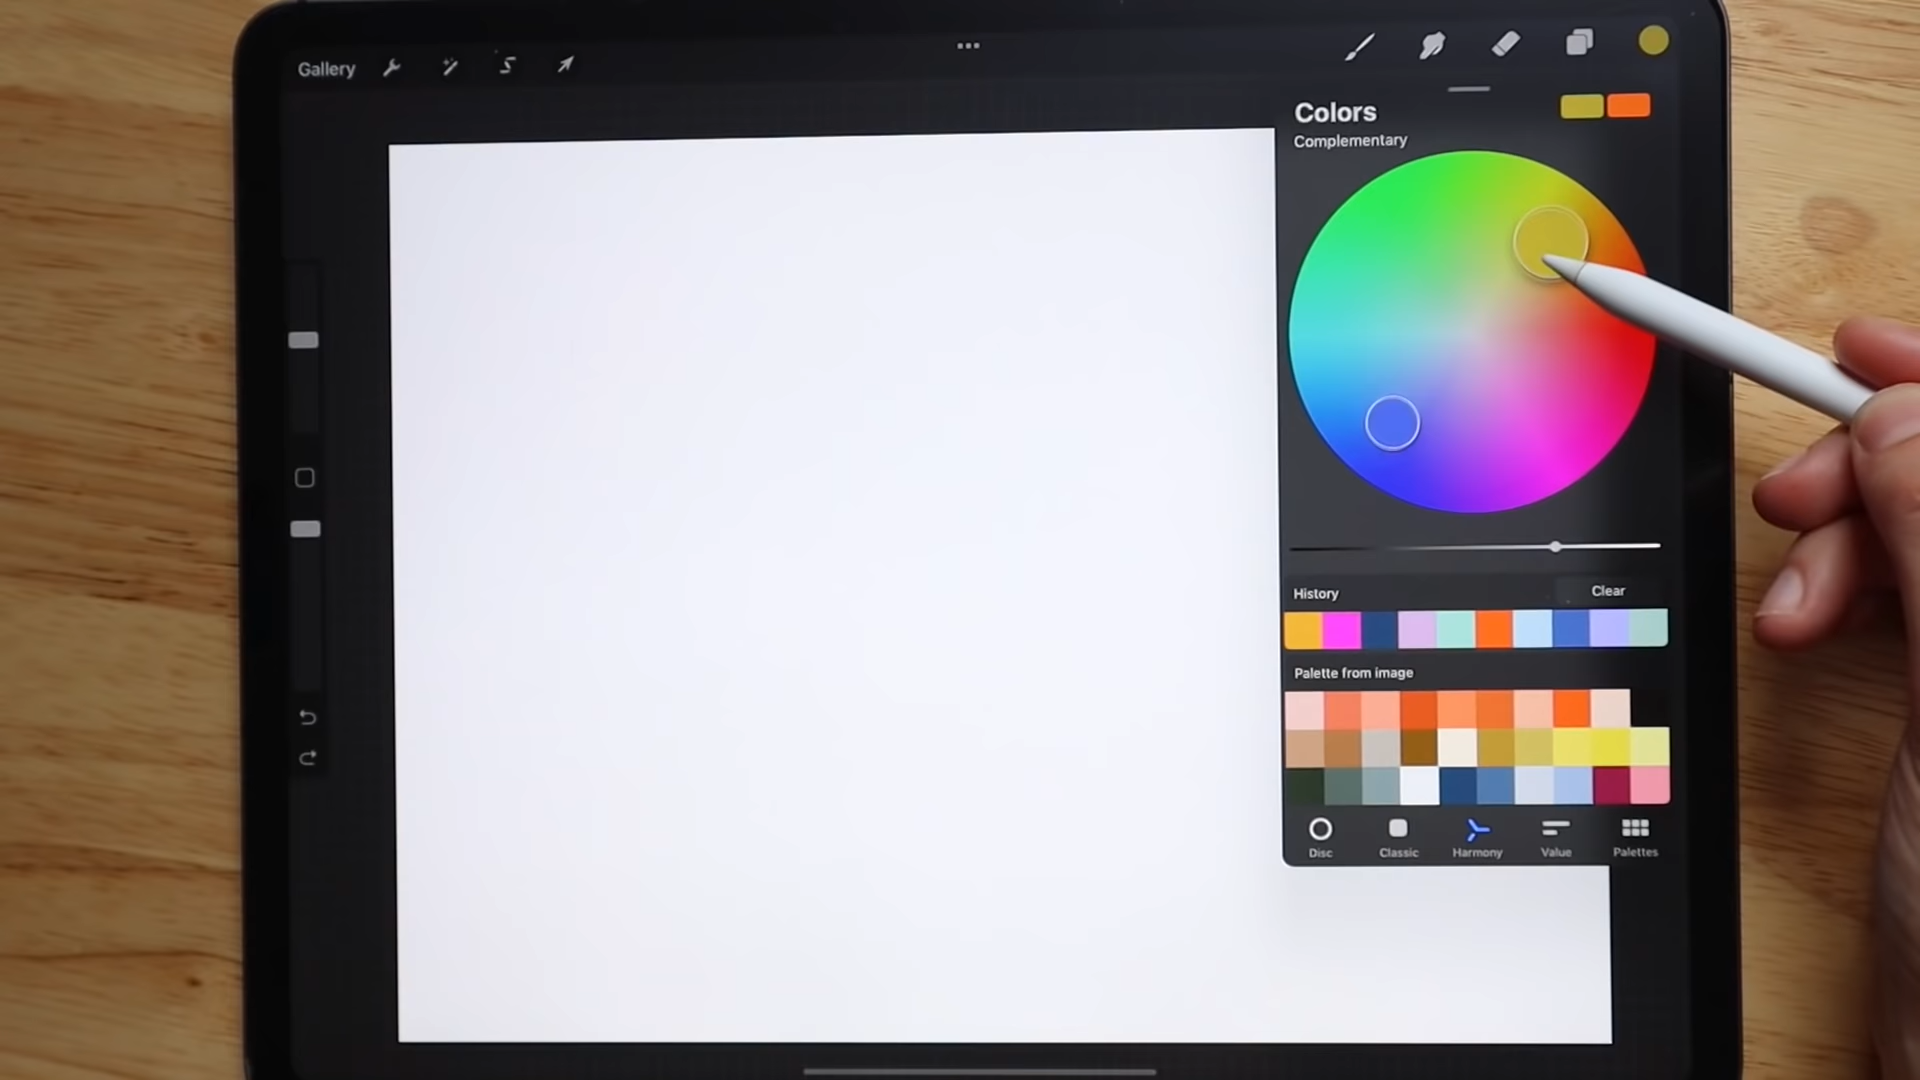 Gallery
Colors
Complementary
History
Clear
Palette from image
Disc
Classic
Harmony
Value
Palettes